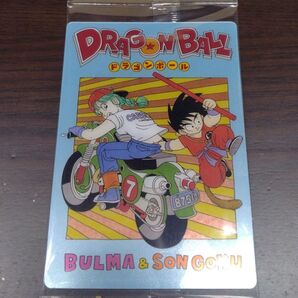 DRAGON BALL
ドラゴンボール
CAPSULE
7
BULMA & SON GOKU